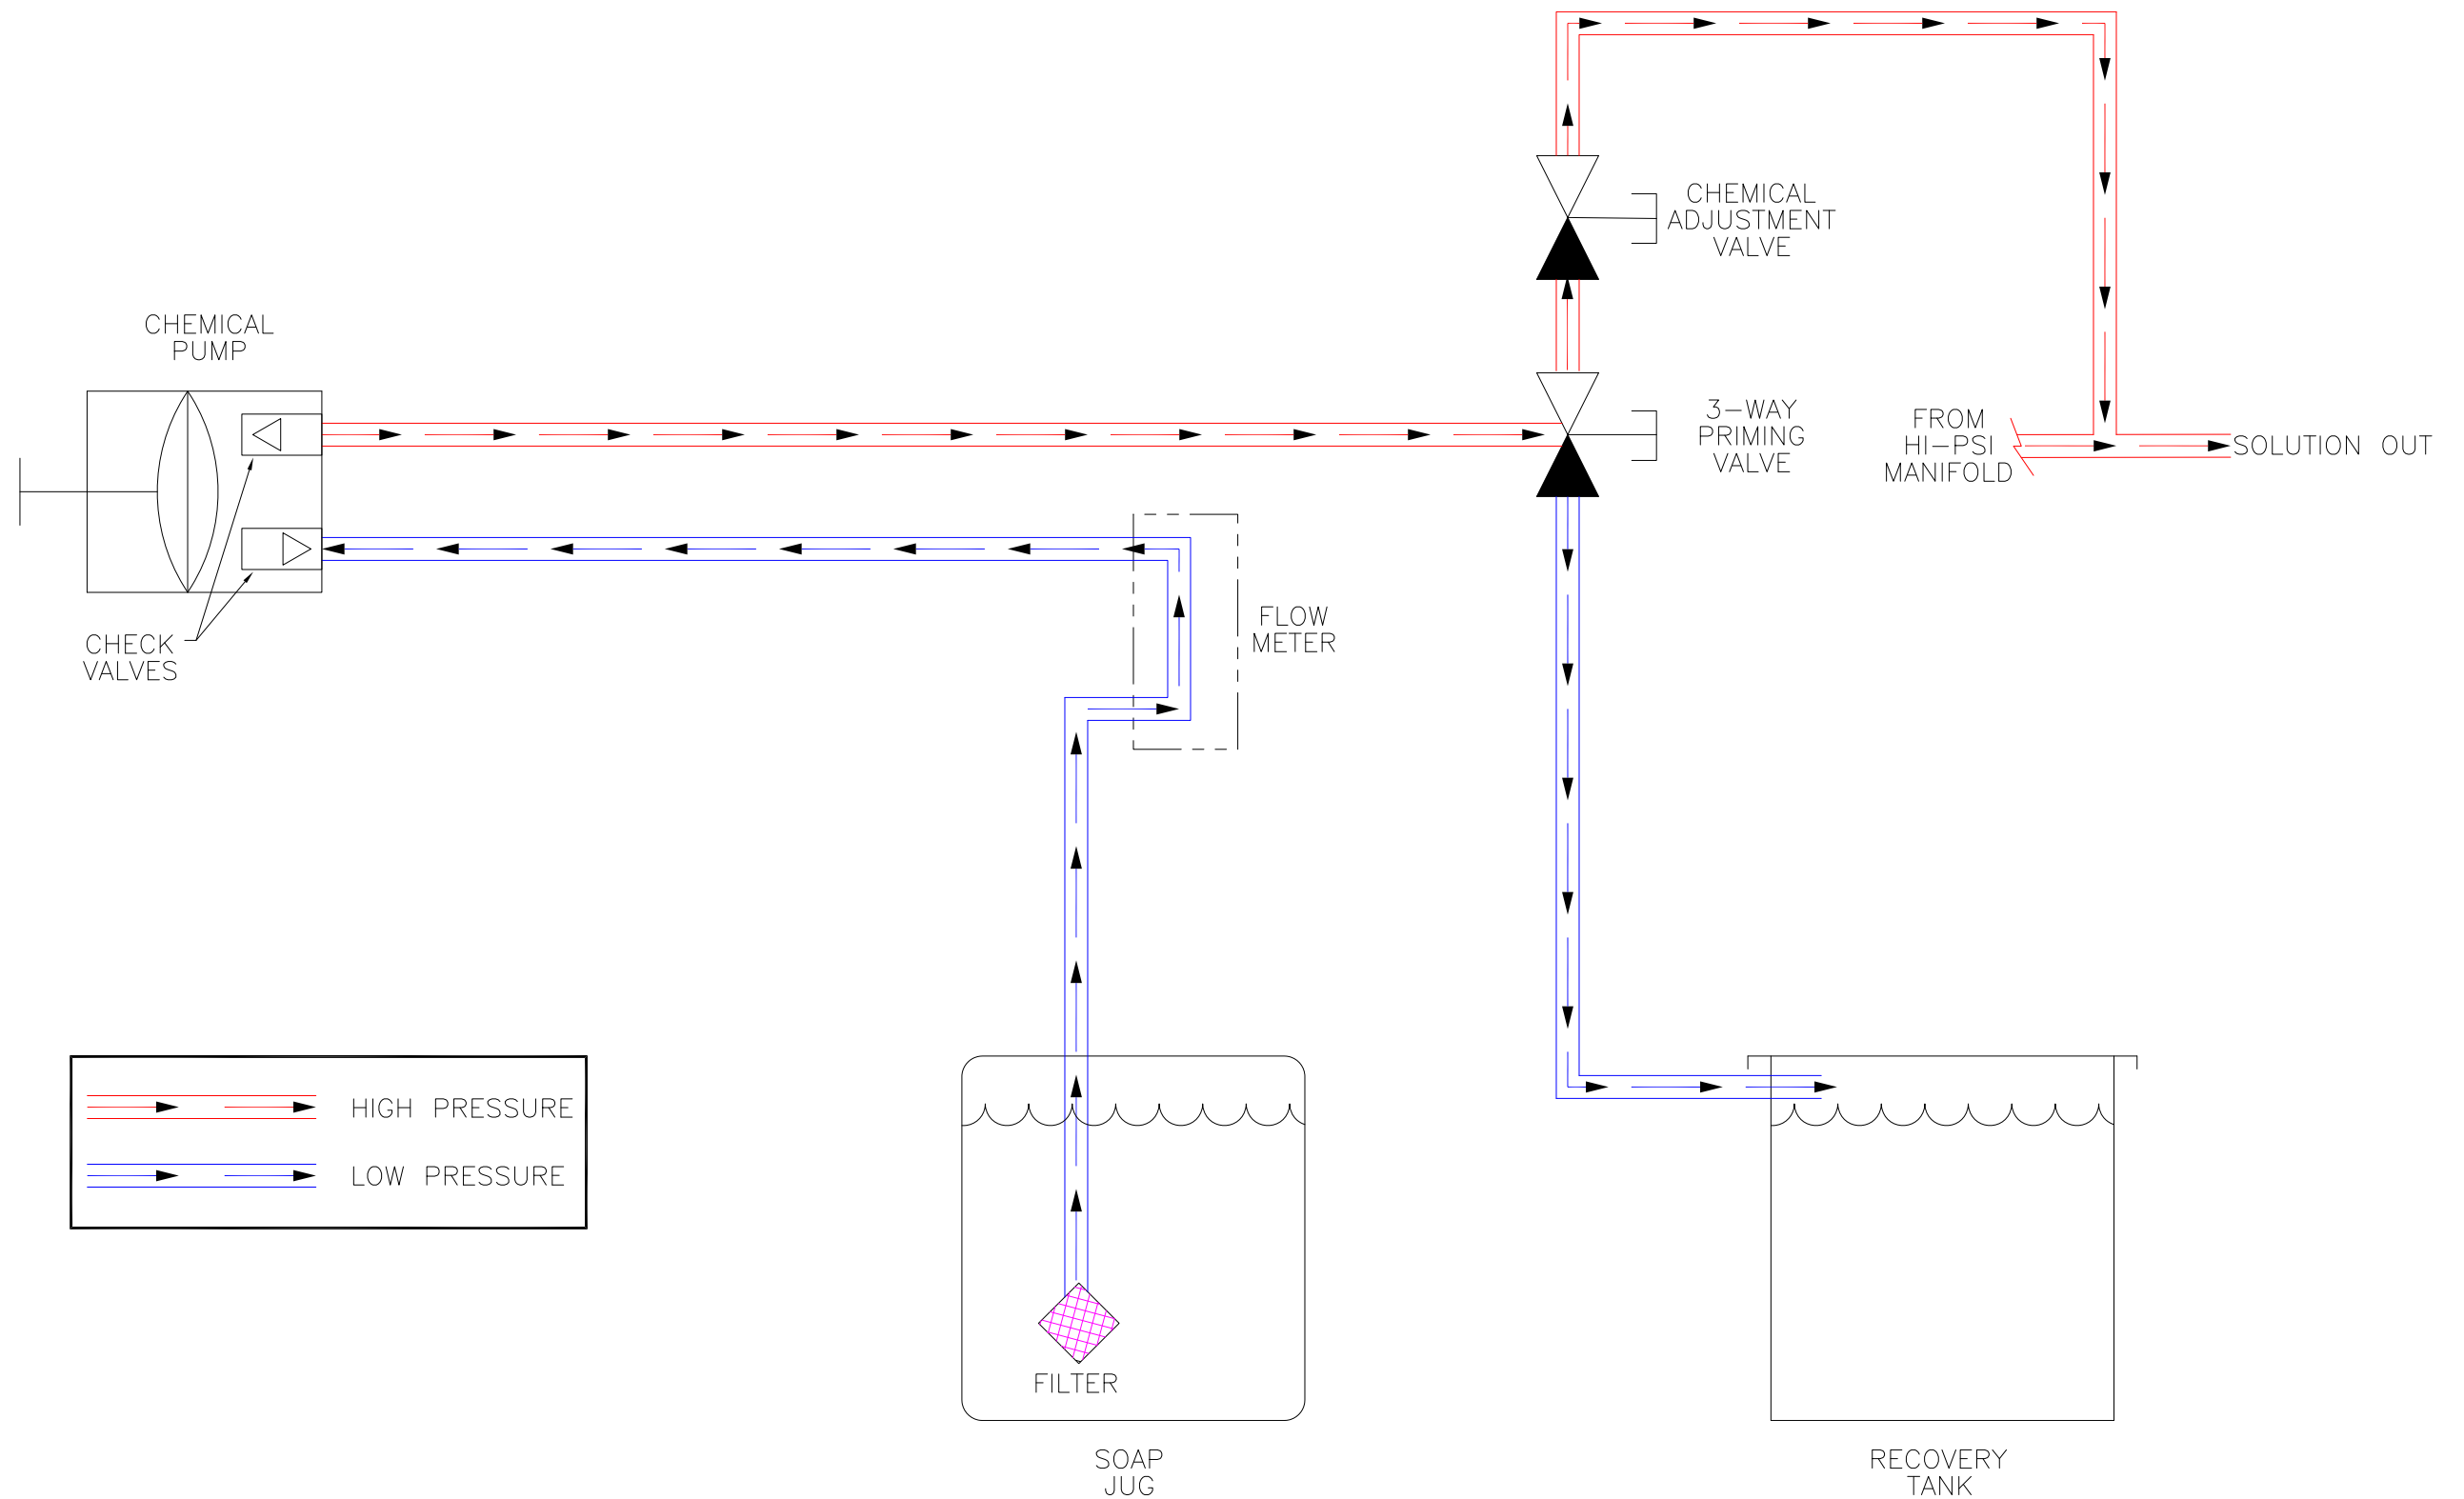 CHEMICAL
ADJUSTMENT
VALVE
CHEMICAL
PUMP
3-WAY
PRIMING
VALVE
FROM
HI-PSI
MANIFOLD
SOLUTION OUT
FLOW
METER
CHECK
VALVES
HIGH PRESSURE
LOW PRESSURE
FILTER
SOAP
JUG
RECOVERY
TANK